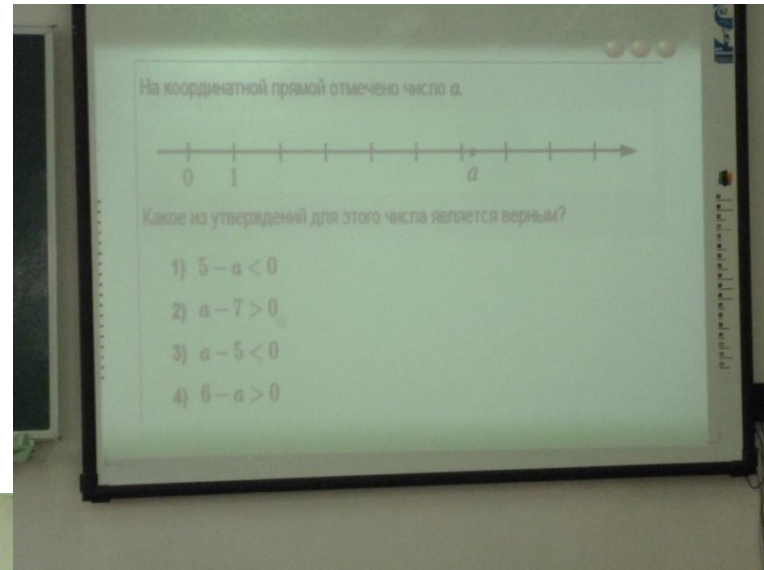 На координатной прямой отмечено число a.
0 1 a
Какое из утверждений для этого числа является верным?
1) 5 − a < 0
2) a − 7 > 0
3) a − 5 < 0
4) 6 − a > 0